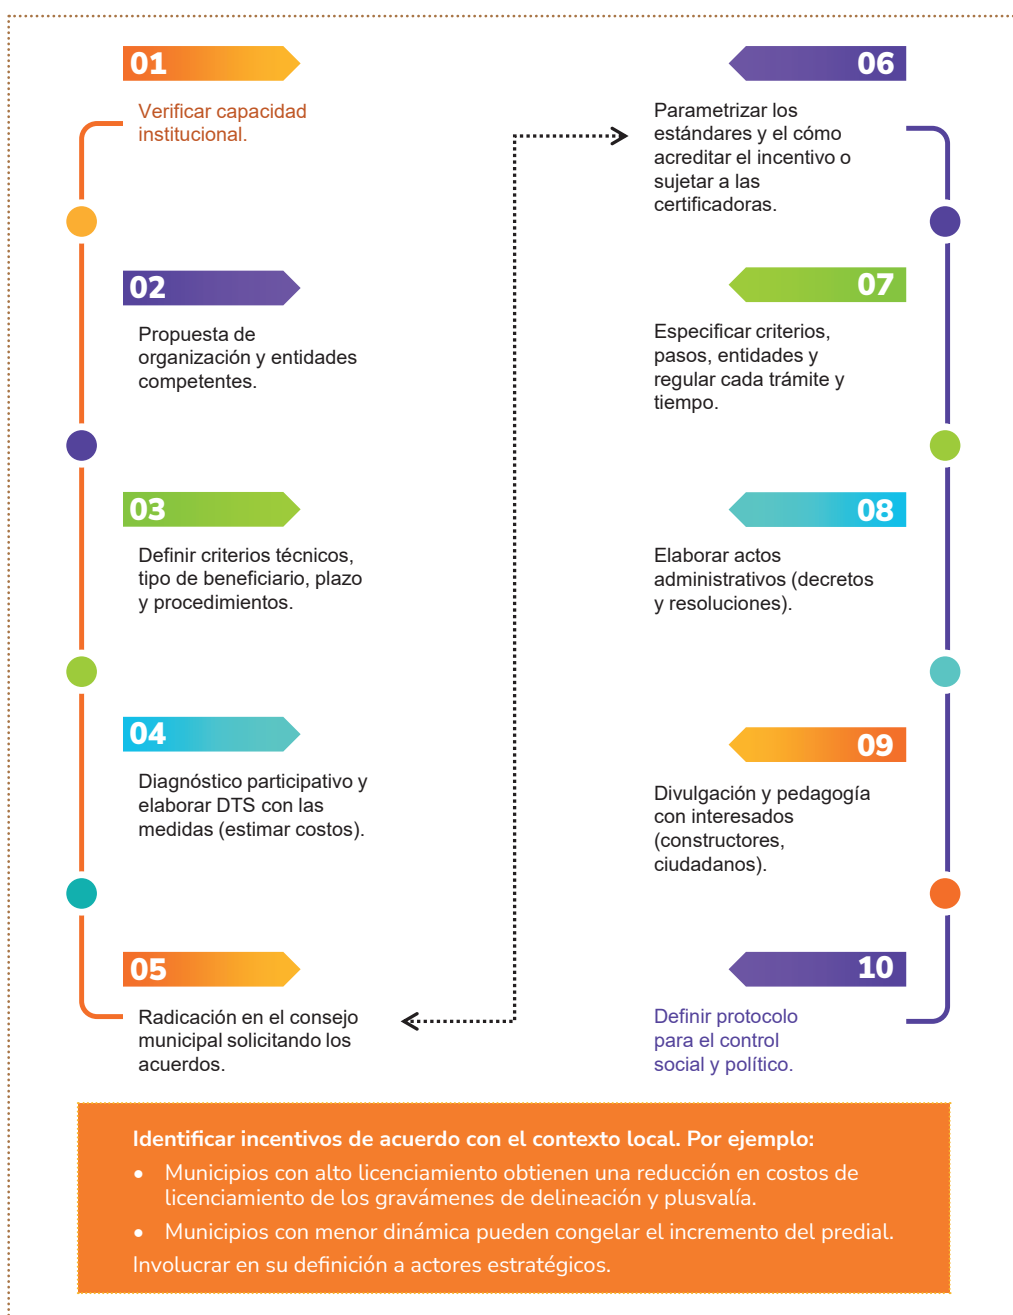 01
Verificar capacidad
institucional.
02
Propuesta de
organización y entidades
competentes.
03
Definir criterios técnicos,
tipo de beneficiario, plazo
y procedimientos.
04
Diagnóstico participativo y
elaborar DTS con las
medidas (estimar costos).
05
Radicación en el consejo
municipal solicitando los
acuerdos.
06
Parametrizar los
estándares y el cómo
acreditar el incentivo o
sujetar a las
certificadoras.
07
Especificar criterios,
pasos, entidades y
regular cada trámite y
tiempo.
08
Elaborar actos
administrativos (decretos
y resoluciones).
09
Divulgación y pedagogía
con interesados
(constructores,
ciudadanos).
10
Definir protocolo
para el control
social y político.
Identificar incentivos de acuerdo con el contexto local. Por ejemplo:
• Municipios con alto licenciamiento obtienen una reducción en costos de
licenciamiento de los gravámenes de delineación y plusvalía.
• Municipios con menor dinámica pueden congelar el incremento del predial.
Involucrar en su definición a actores estratégicos.